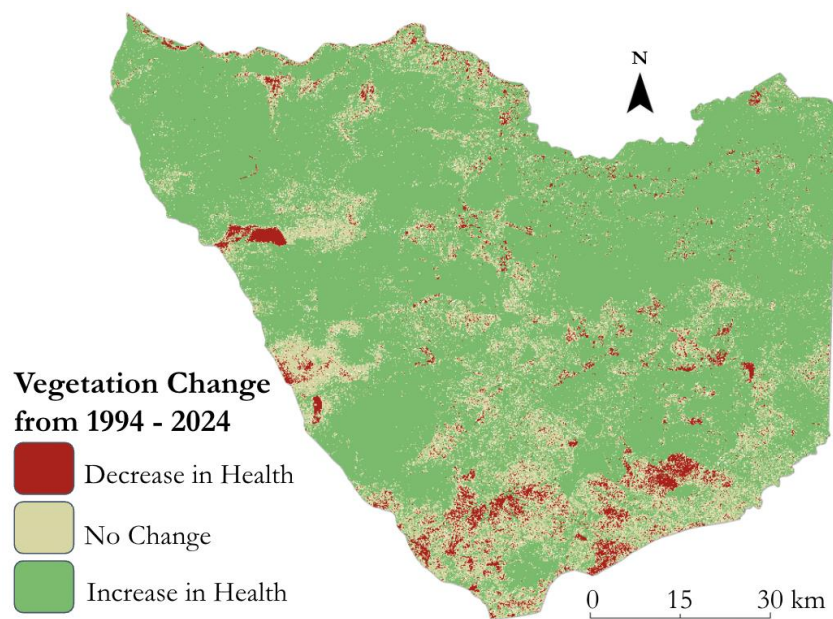 N
Vegetation Change
from 1994 - 2024
Decrease in Health
No Change
Increase in Health
0 15 30 km